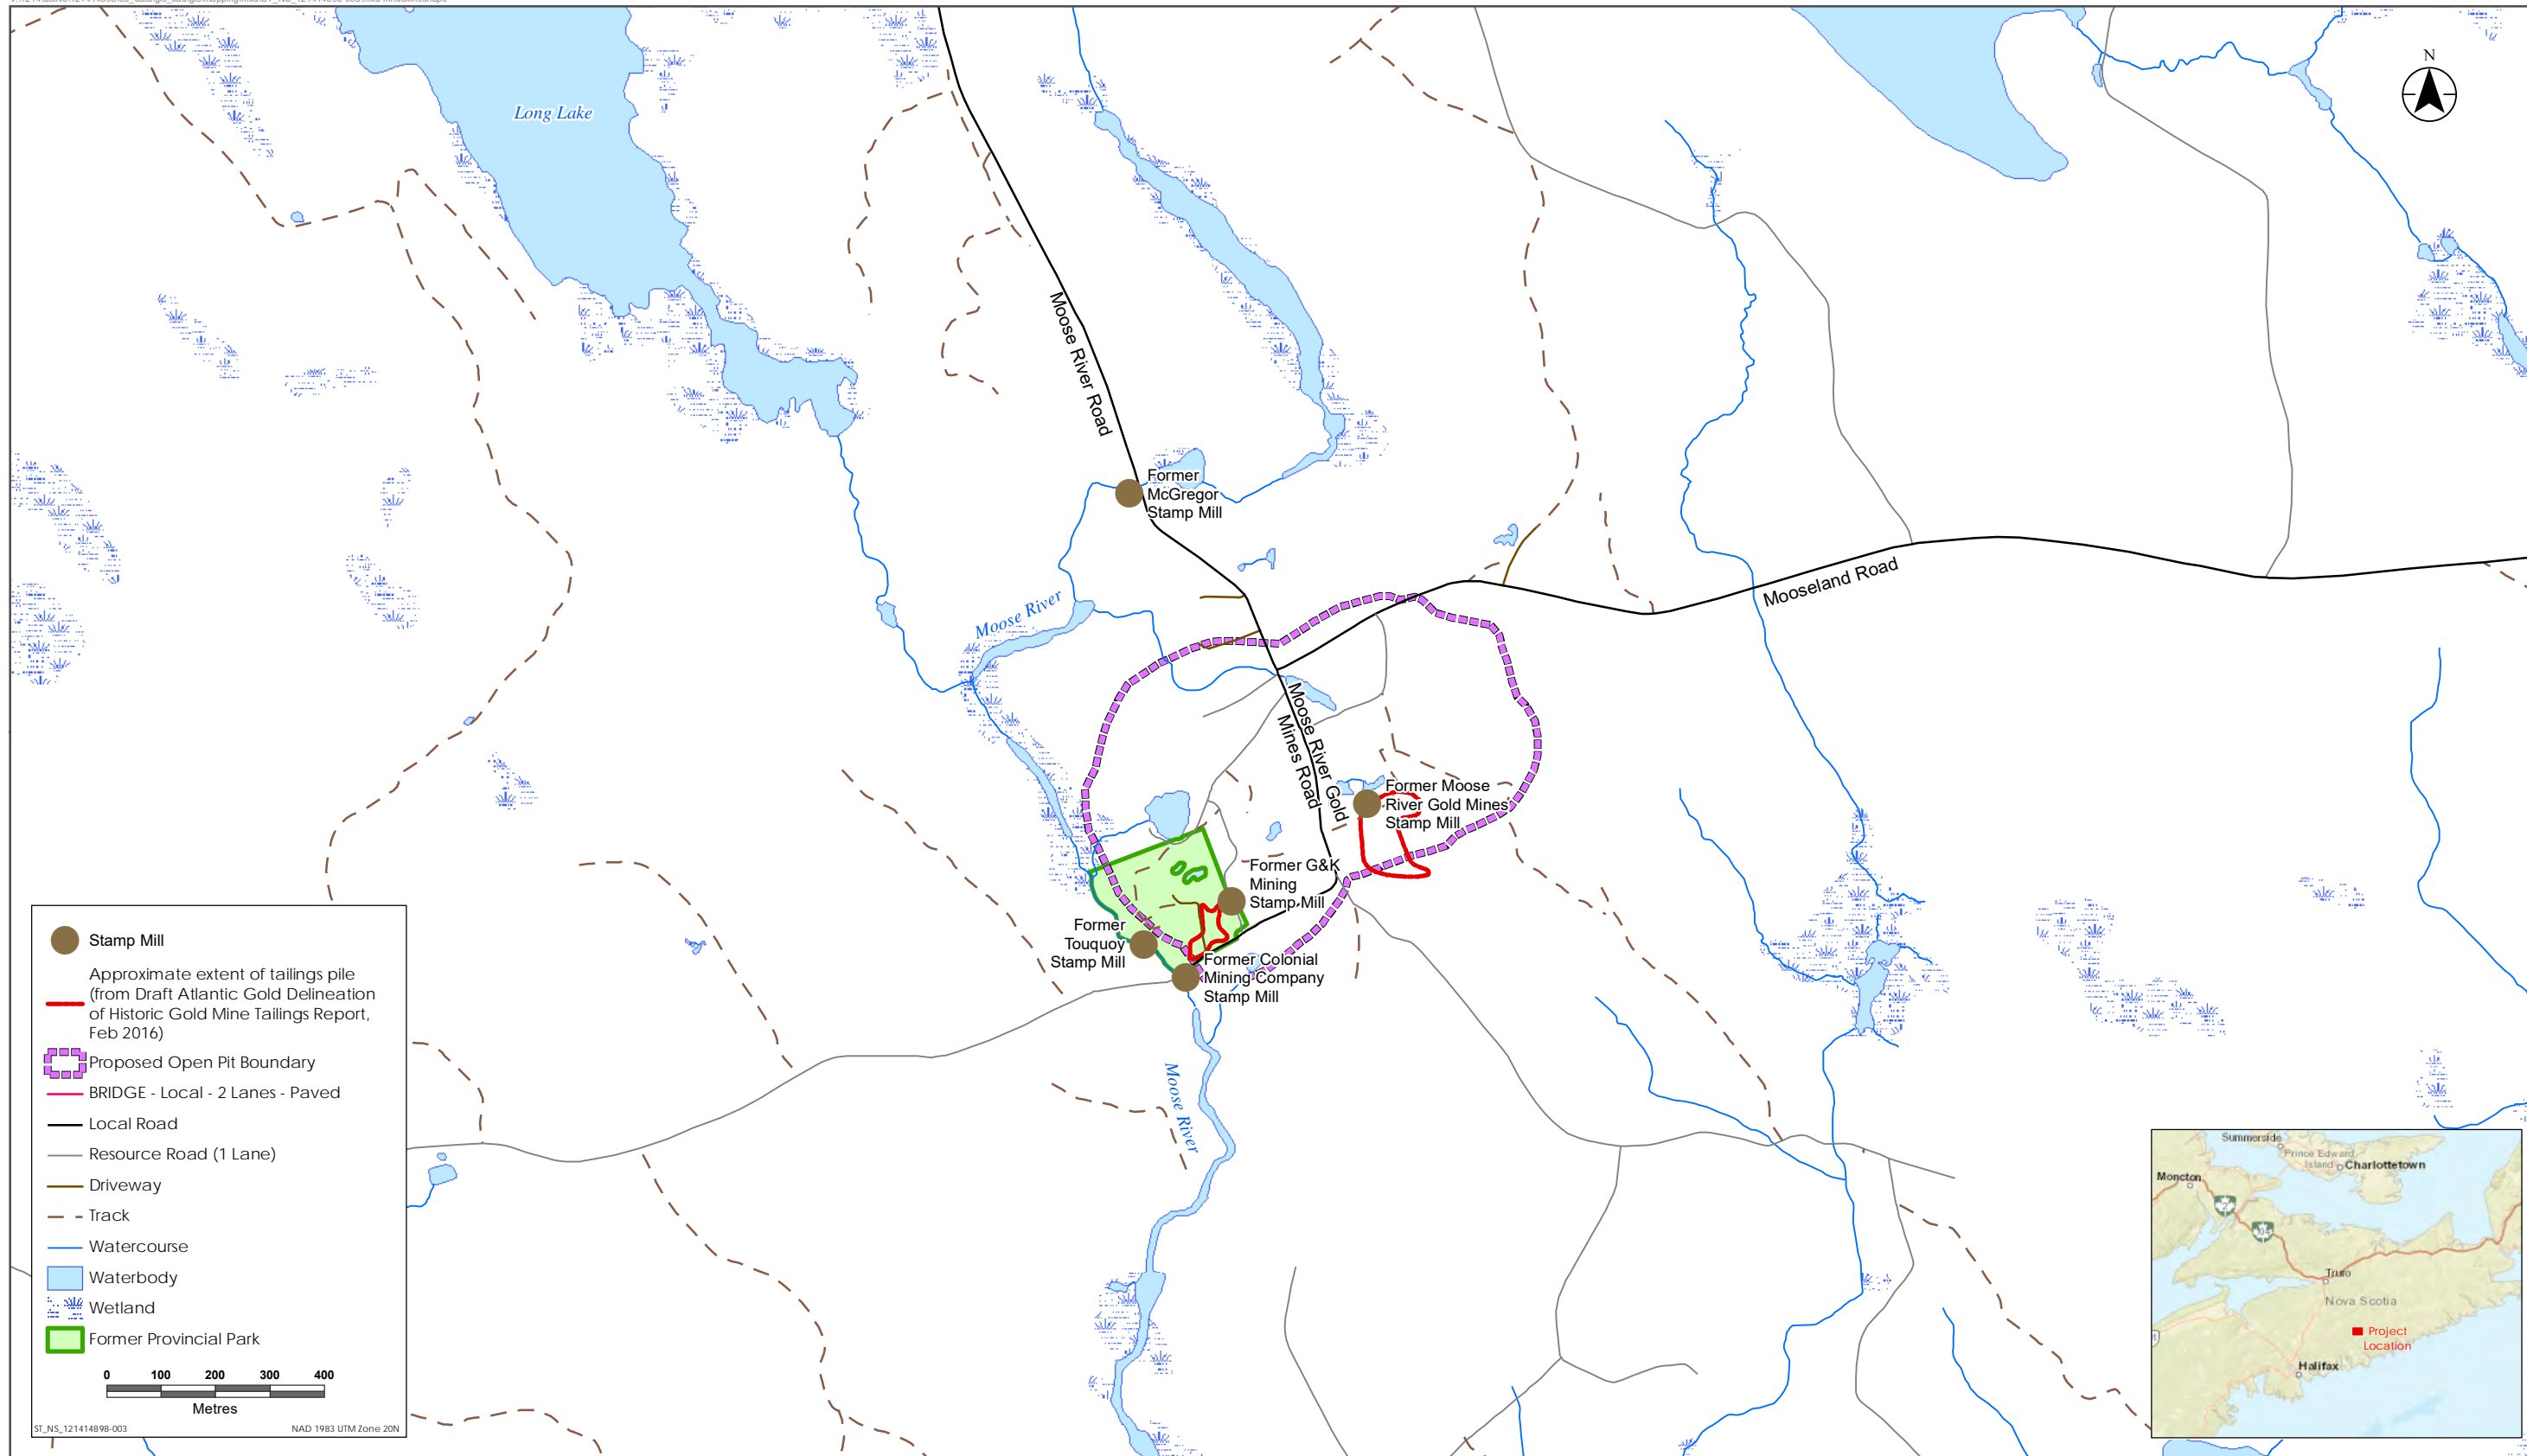 N
Long Lake
Moose River Road
Former
McGregor
Stamp Mill
Moose River
Mooseland Road
Moose River Gold
Mines Road
Former Moose
River Gold Mines
Stamp Mill
Former G&K
Mining
Stamp Mill
Former
Touquoy
Stamp Mill
Former Colonial
Mining Company
Stamp Mill
Moose River
Stamp Mill
Approximate extent of tailings pile
(from Draft Atlantic Gold Delineation
of Historic Gold Mine Tailings Report,
Feb 2016)
Proposed Open Pit Boundary
BRIDGE - Local - 2 Lanes - Paved
Local Road
Resource Road (1 Lane)
Driveway
Track
Watercourse
Waterbody
Wetland
Former Provincial Park
0 100 200 300 400
Metres
ST_NS_121414898-003 NAD 1983 UTM Zone 20N
Summerside
Prince Edward
Island
Charlottetown
Moncton
2
104
Truro
Nova Scotia
Project
Location
Halifax